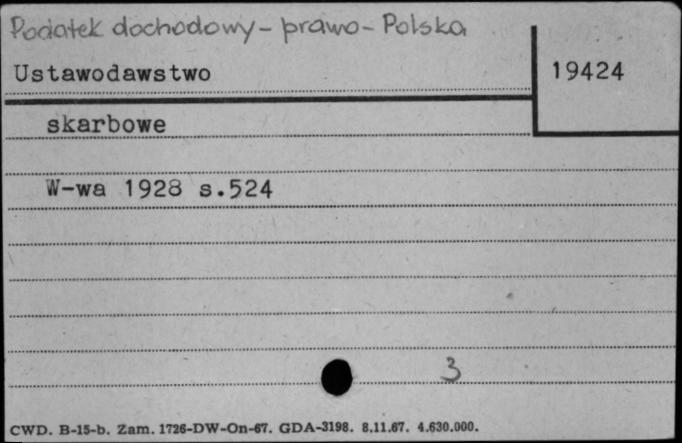 Podatek dochodowy - prawo - Polska
Ustawodawstwo
19424
skarbowe
W-wa 1928 s.524
3
CWD. B-15-b. Zam. 1726-DW-On-67. GDA-3198. 8.11.67. 4.630.000.